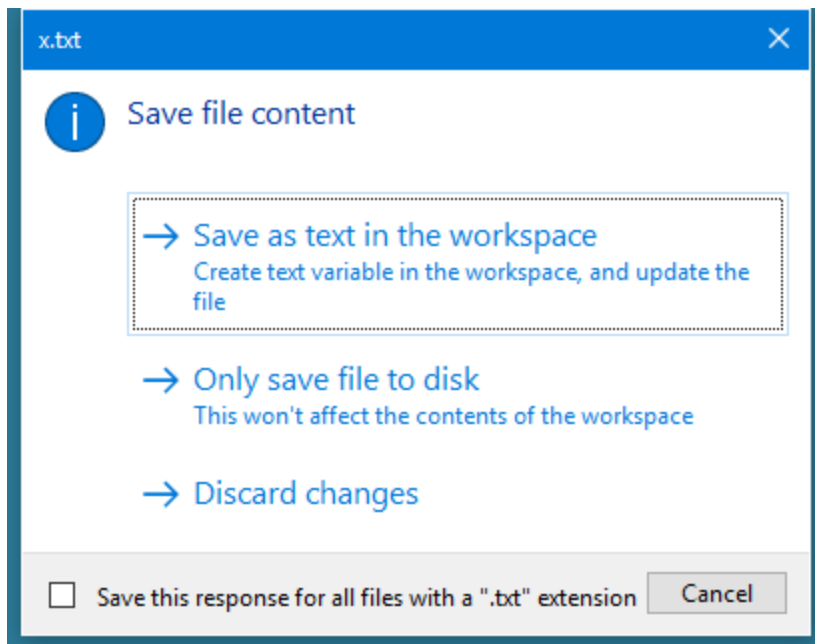 x.txt
Save file content
Save as text in the workspace
Create text variable in the workspace, and update the
file
Only save file to disk
This won't affect the contents of the workspace
Discard changes
Save this response for all files with a ".txt" extension
Cancel